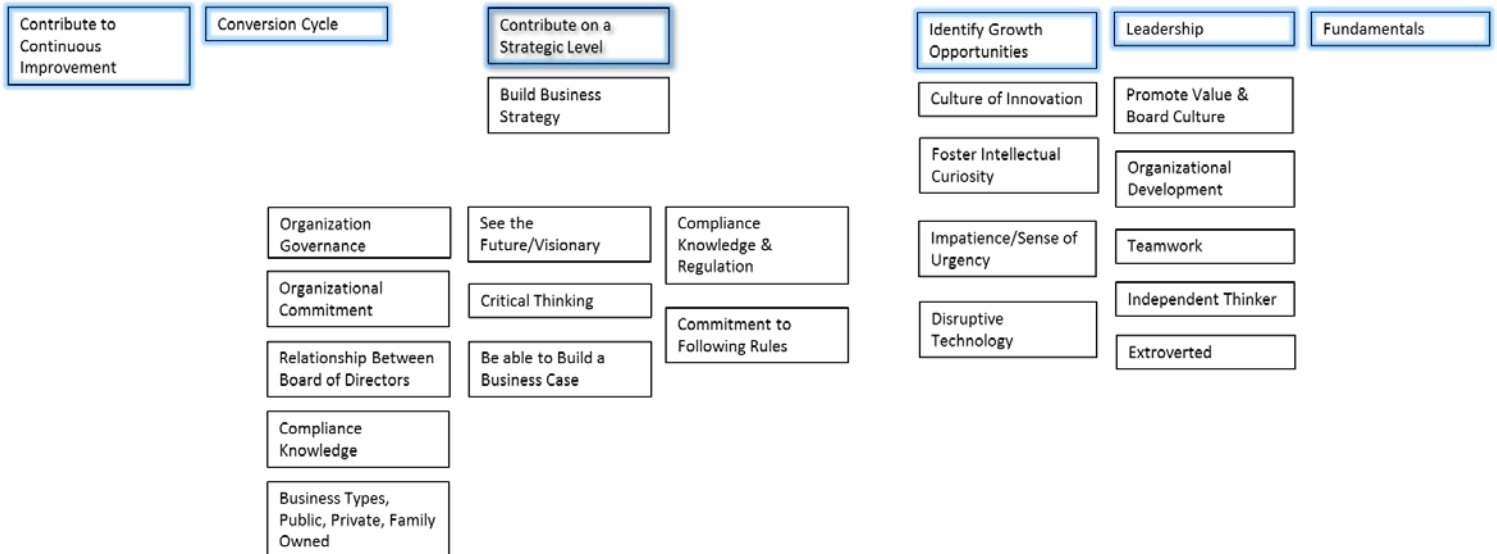 Contribute to
Continuous
Improvement
Conversion Cycle
Contribute on a
Strategic Level
Identify Growth
Opportunities
Leadership
Fundamentals
Build Business
Strategy
Culture of Innovation
Promote Value &
Board Culture
Foster Intellectual
Curiosity
Organizational
Development
Organization
Governance
See the
Future/Visionary
Compliance
Knowledge &
Regulation
Impatience/Sense of
Urgency
Teamwork
Organizational
Commitment
Critical Thinking
Commitment to
Following Rules
Disruptive
Technology
Independent Thinker
Relationship Between
Board of Directors
Be able to Build a
Business Case
Extroverted
Compliance
Knowledge
Business Types,
Public, Private, Family
Owned